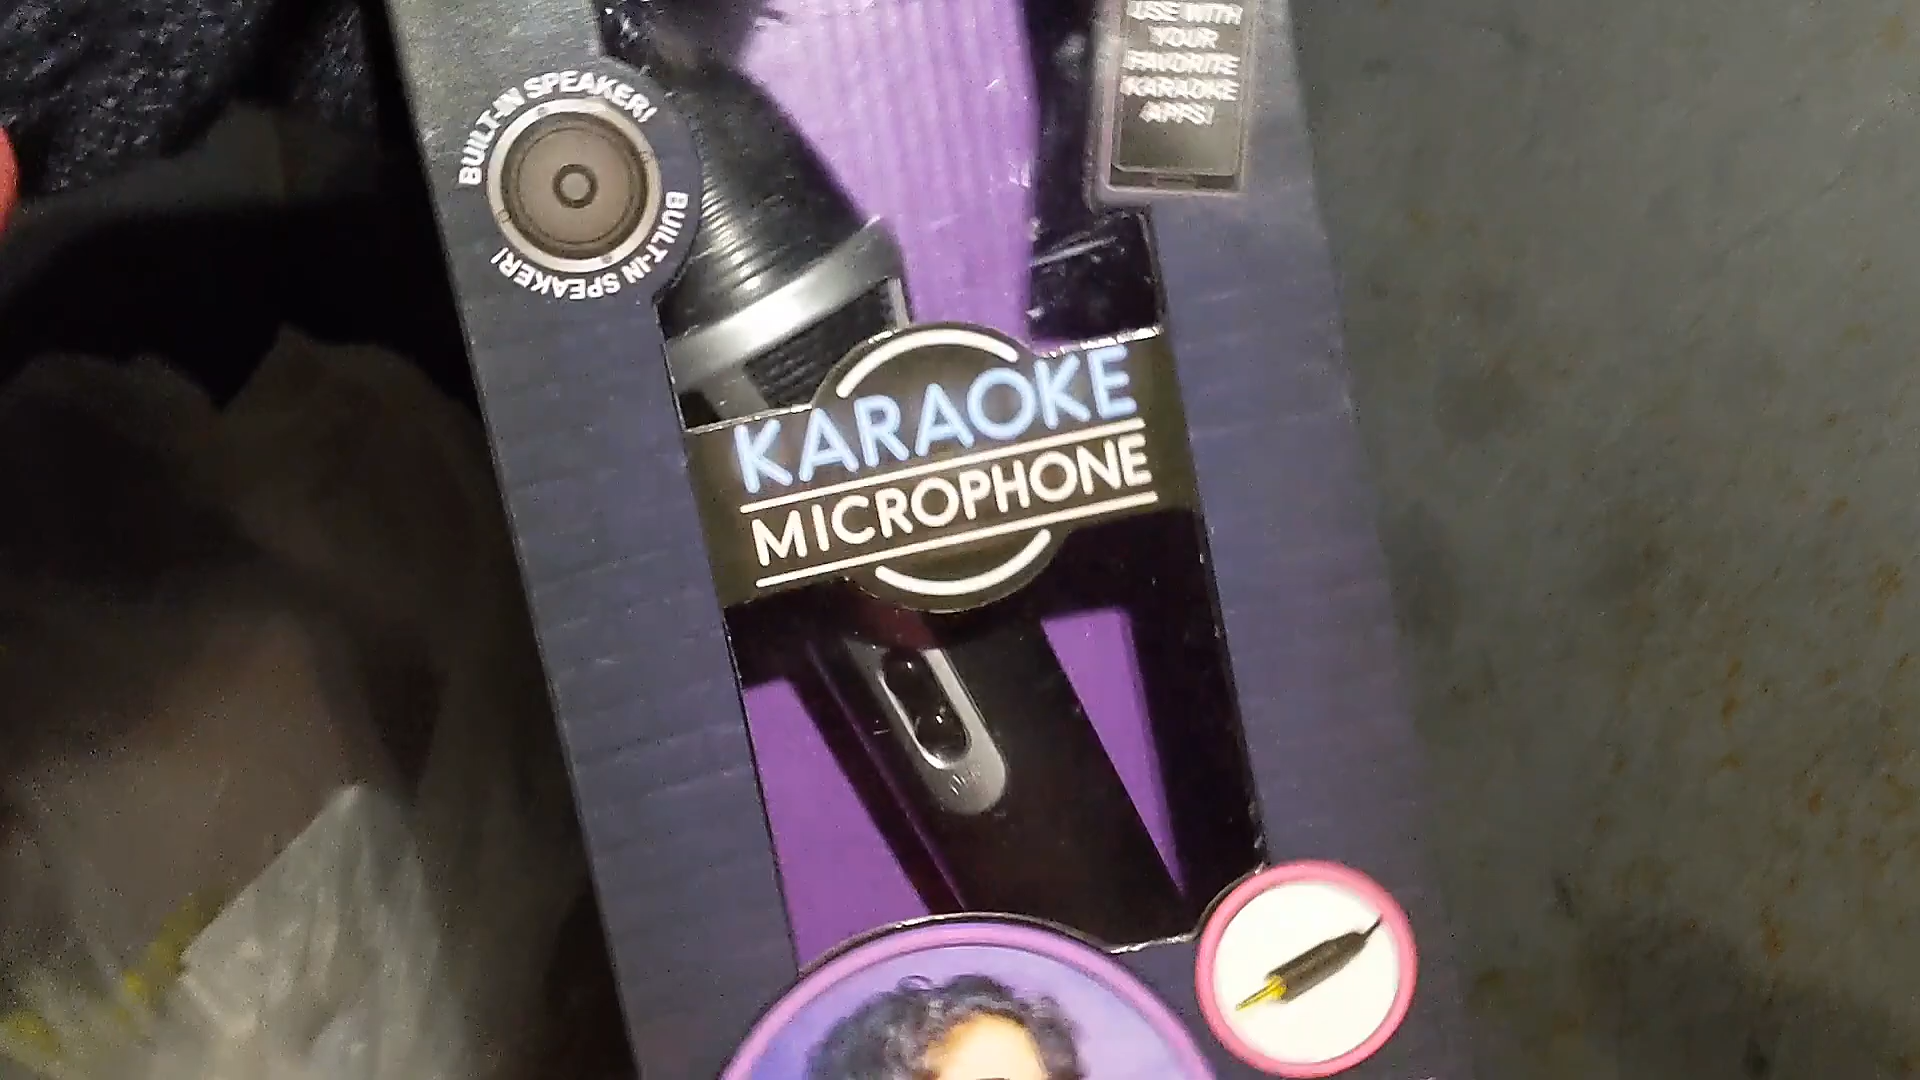 BUILT-IN SPEAKER!
BUILT-IN SPEAKER!
USE WITH
YOUR
FAVORITE
KARAOKE
APPS!
KARAOKE
MICROPHONE